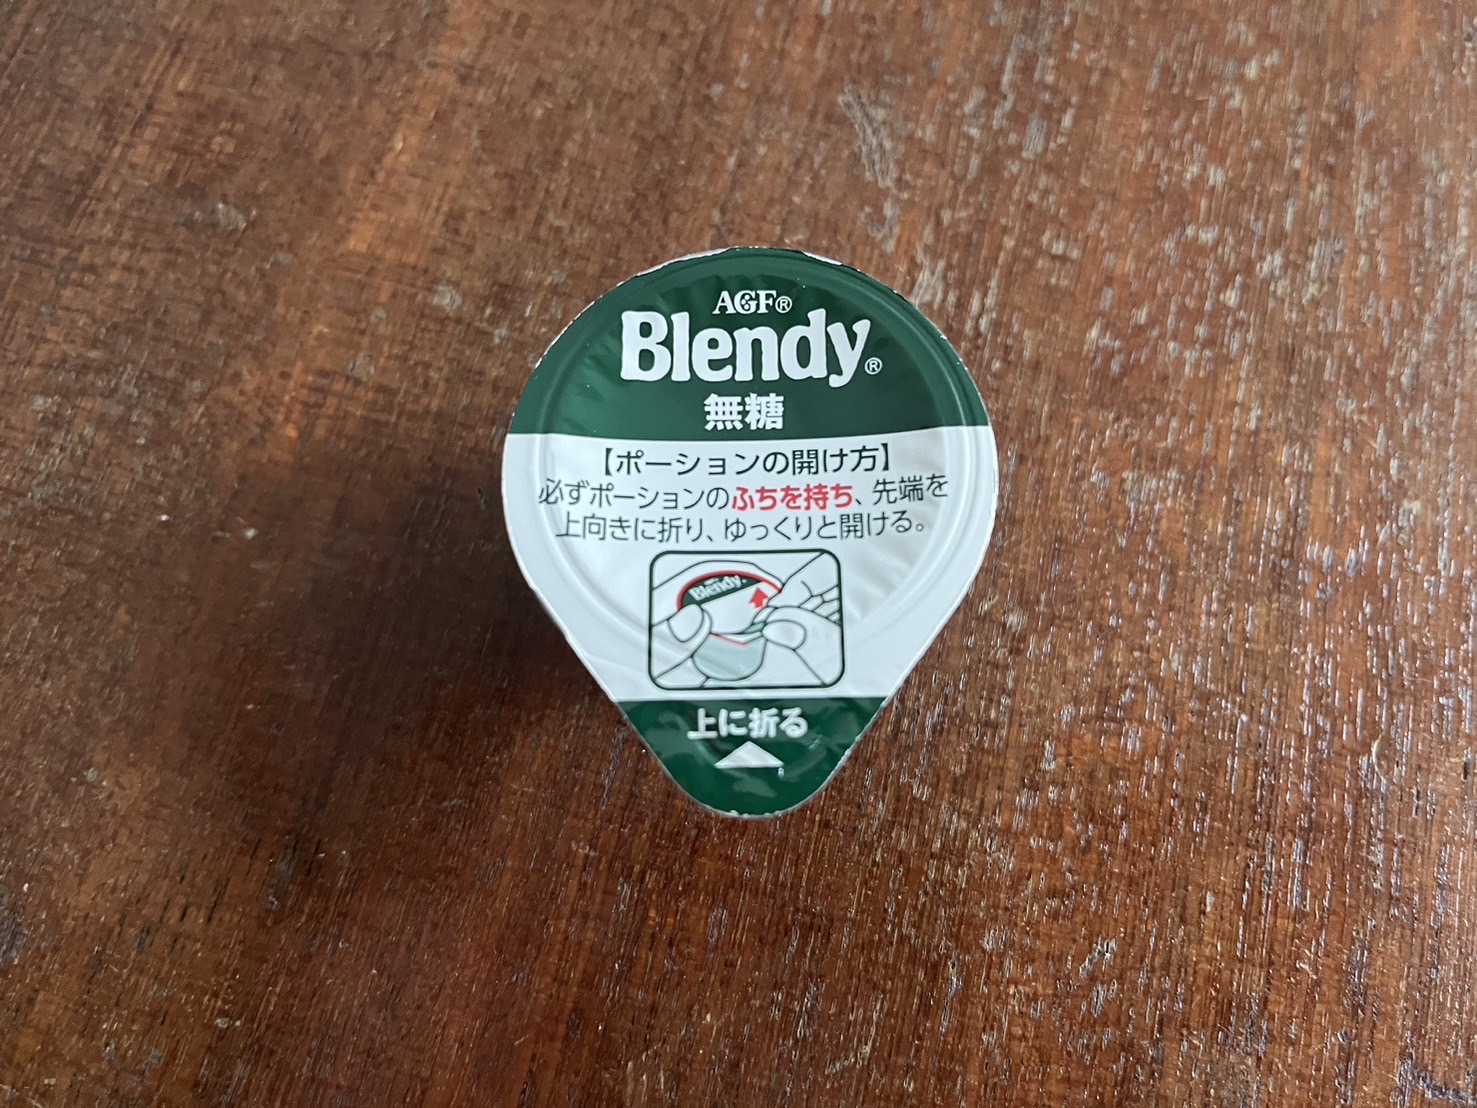 AGF®
Blendy®
無糖
【ポーションの開け方】
必ずポーションのふちを持ち、先端を
上向きに折り、ゆっくりと開ける。
Blendy
上に折る